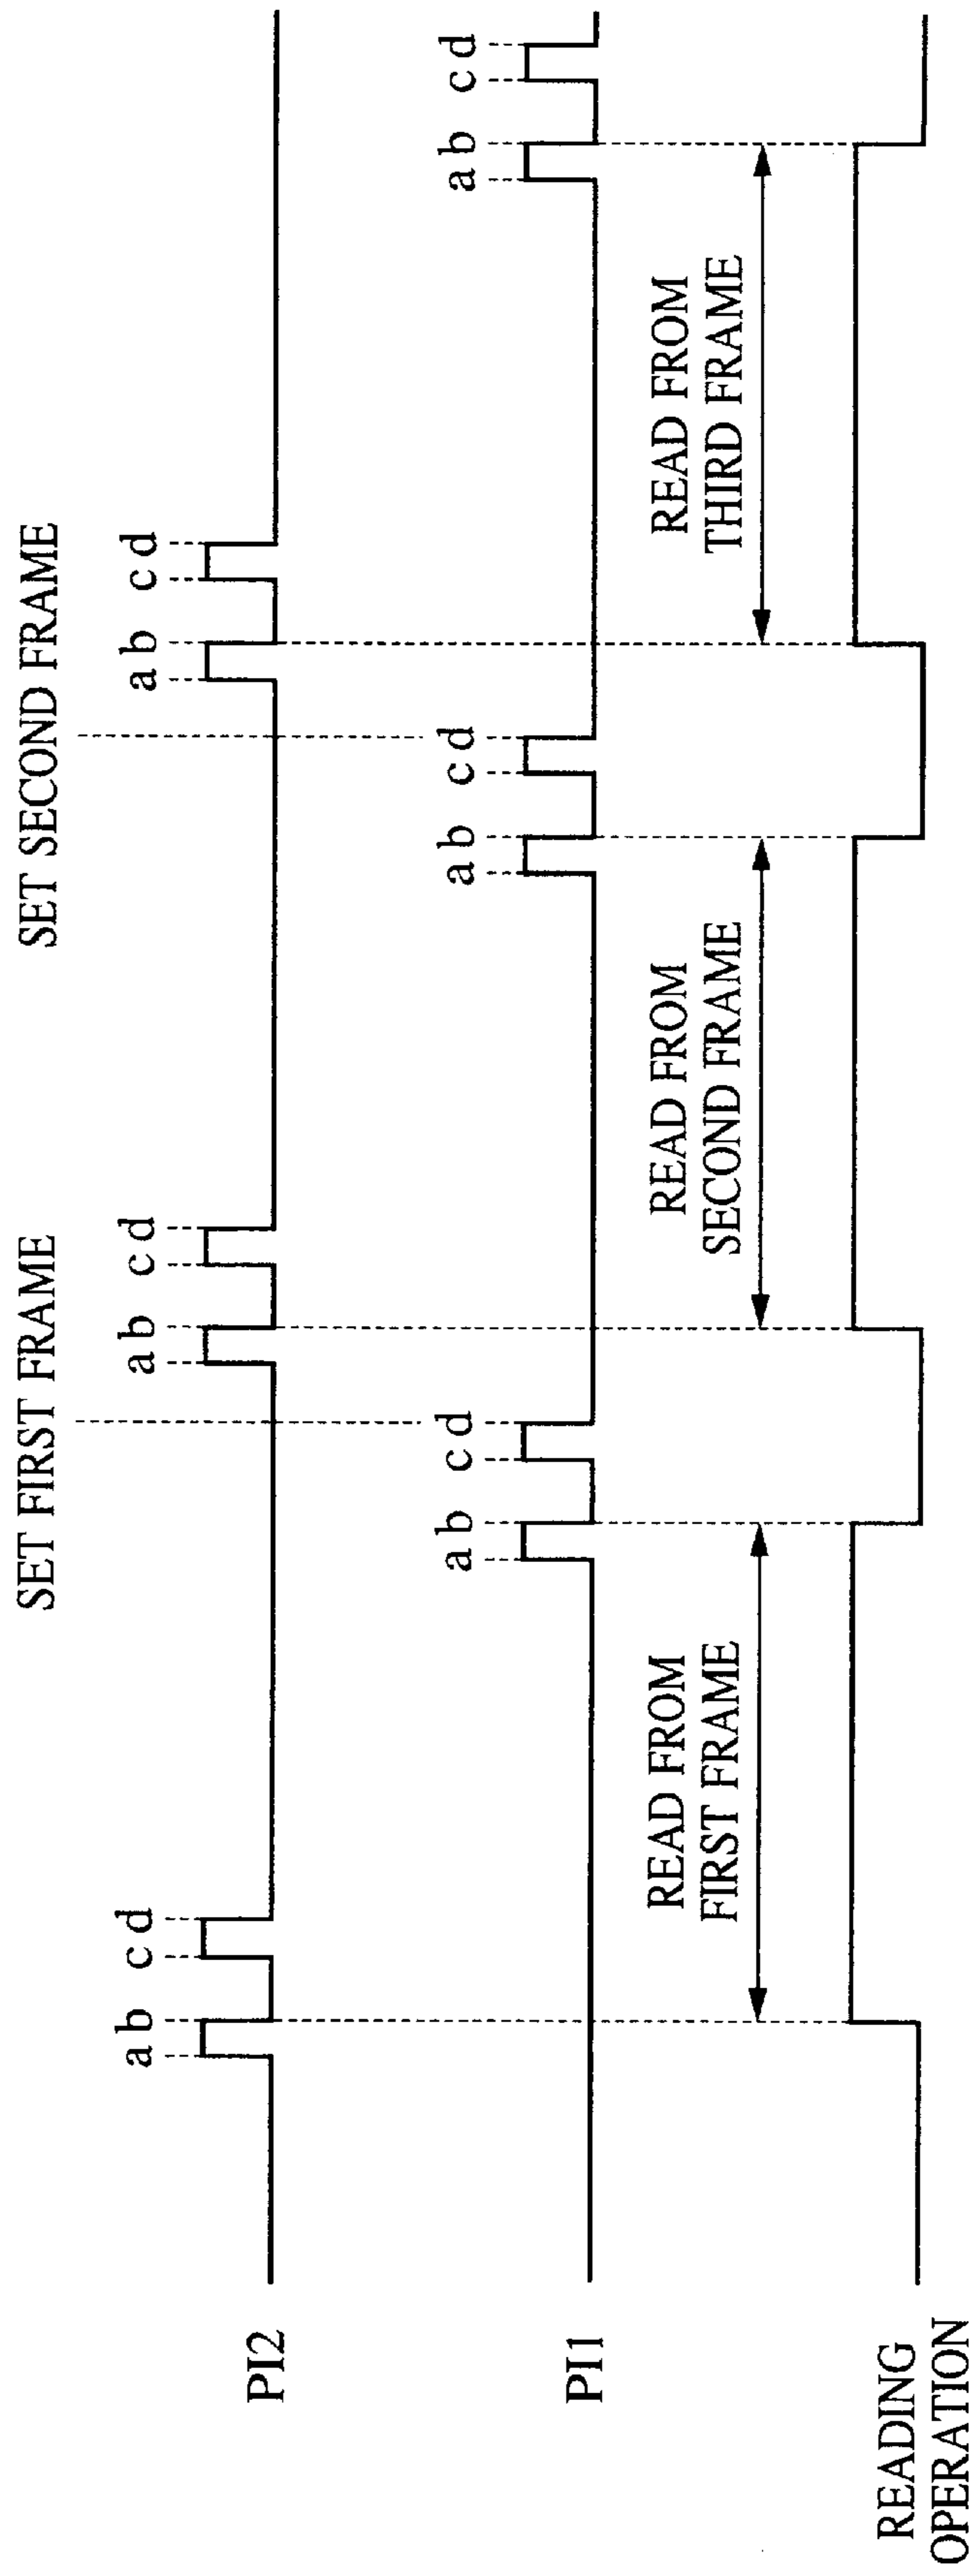 SET FIRST FRAME
SET SECOND FRAME
a b c d
a b c d
a b c d
PI2
a b c d
a b c d
a b c d
PI1
READ FROM
FIRST FRAME
READ FROM
SECOND FRAME
READ FROM
THIRD FRAME
READING
OPERATION